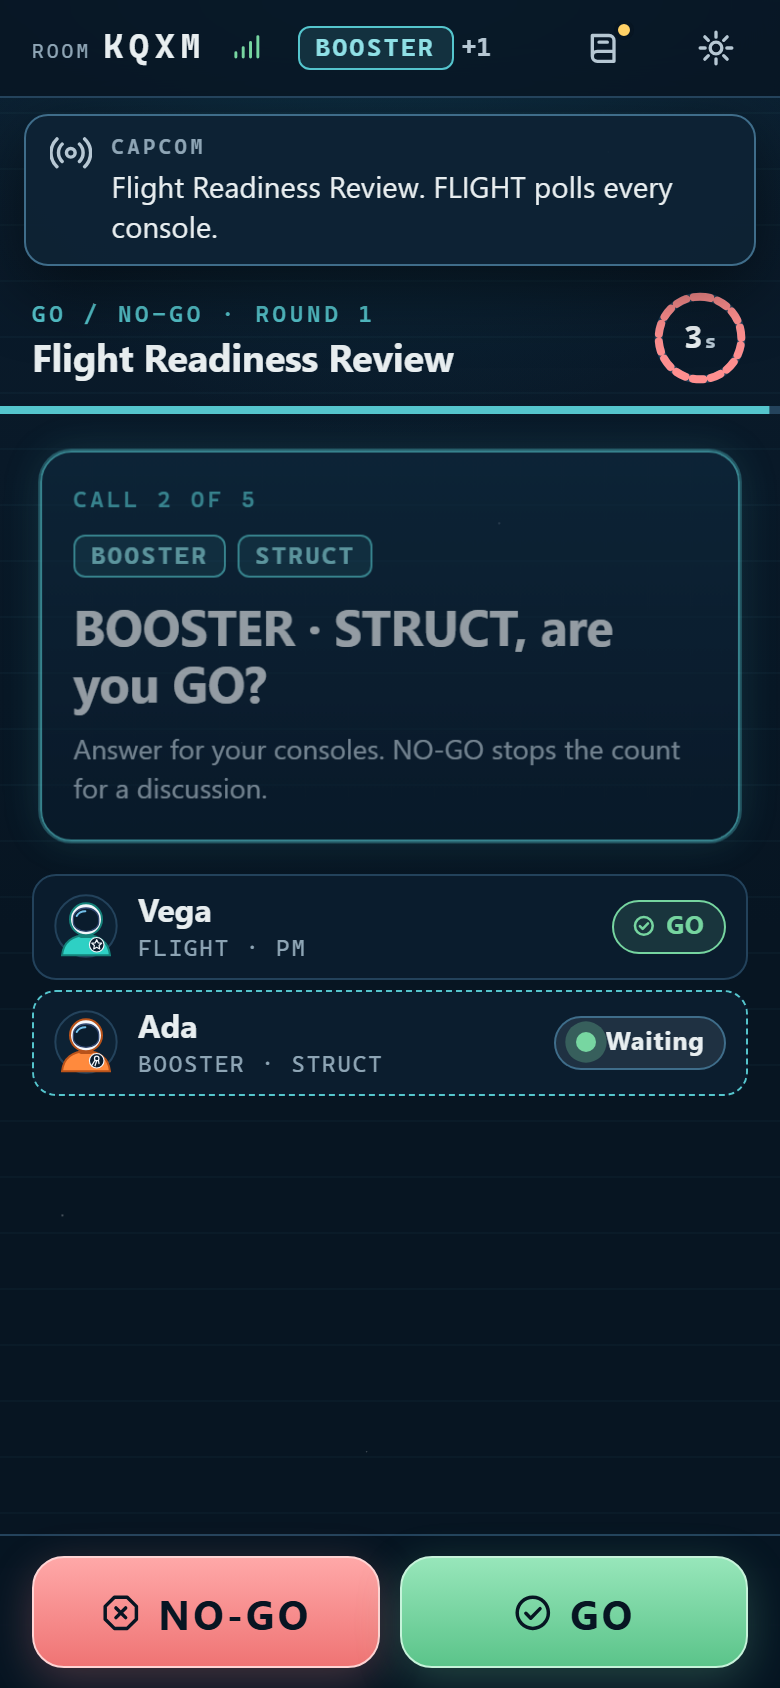 ROOM KQXM BOOSTER +1
CAPCOM
Flight Readiness Review. FLIGHT polls every
console.
GO / NO-GO · ROUND 1
Flight Readiness Review
3s
CALL 2 OF 5
BOOSTER STRUCT
BOOSTER · STRUCT, are
you GO?
Answer for your consoles. NO-GO stops the count
for a discussion.
Vega
FLIGHT · PM
GO
Ada
BOOSTER · STRUCT
Waiting
NO-GO GO